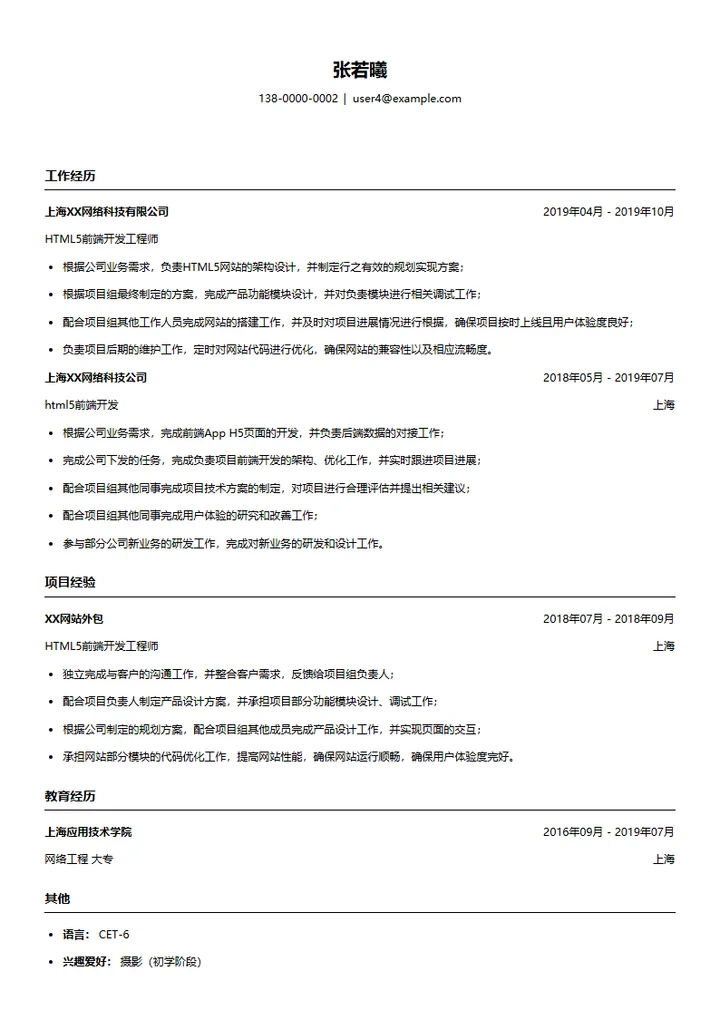 张若曦
138-0000-0002 | user4@example.com
工作经历
上海XX网络科技有限公司 2019年04月 - 2019年10月
HTML5前端开发工程师
• 根据公司业务需求，负责HTML5网站的架构设计，并制定行之有效的规划实现方案；
• 根据项目组最终制定的方案，完成产品功能模块设计，并对负责模块进行相关调试工作；
• 配合项目组其他工作人员完成网站的搭建工作，并及时对项目进展情况进行根据，确保项目按时上线且用户体验度良好；
• 负责项目后期的维护工作，定时对网站代码进行优化，确保网站的兼容性以及相应流畅度。
上海XX网络科技公司 2018年05月 - 2019年07月
html5前端开发 上海
• 根据公司业务需求，完成前端App H5页面的开发，并负责后端数据的对接工作；
• 完成公司下发的任务，完成负责项目前端开发的架构、优化工作，并实时跟进项目进展；
• 配合项目组其他同事完成项目技术方案的制定，对项目进行合理评估并提出相关建议；
• 配合项目组其他同事完成用户体验的研究和改善工作；
• 参与部分公司新业务的研发工作，完成对新业务的研发和设计工作。
项目经验
XX网站外包 2018年07月 - 2018年09月
HTML5前端开发工程师 上海
• 独立完成与客户的沟通工作，并整合客户需求，反馈给项目组负责人；
• 配合项目负责人制定产品设计方案，并承担项目部分功能模块设计、调试工作；
• 根据公司制定的规划方案，配合项目组其他成员完成产品设计工作，并实现页面的交互；
• 承担网站部分模块的代码优化工作，提高网站性能，确保网站运行顺畅，确保用户体验度完好。
教育经历
上海应用技术学院 2016年09月 - 2019年07月
网络工程 大专 上海
其他
• 语言： CET-6
• 兴趣爱好： 摄影（初学阶段）